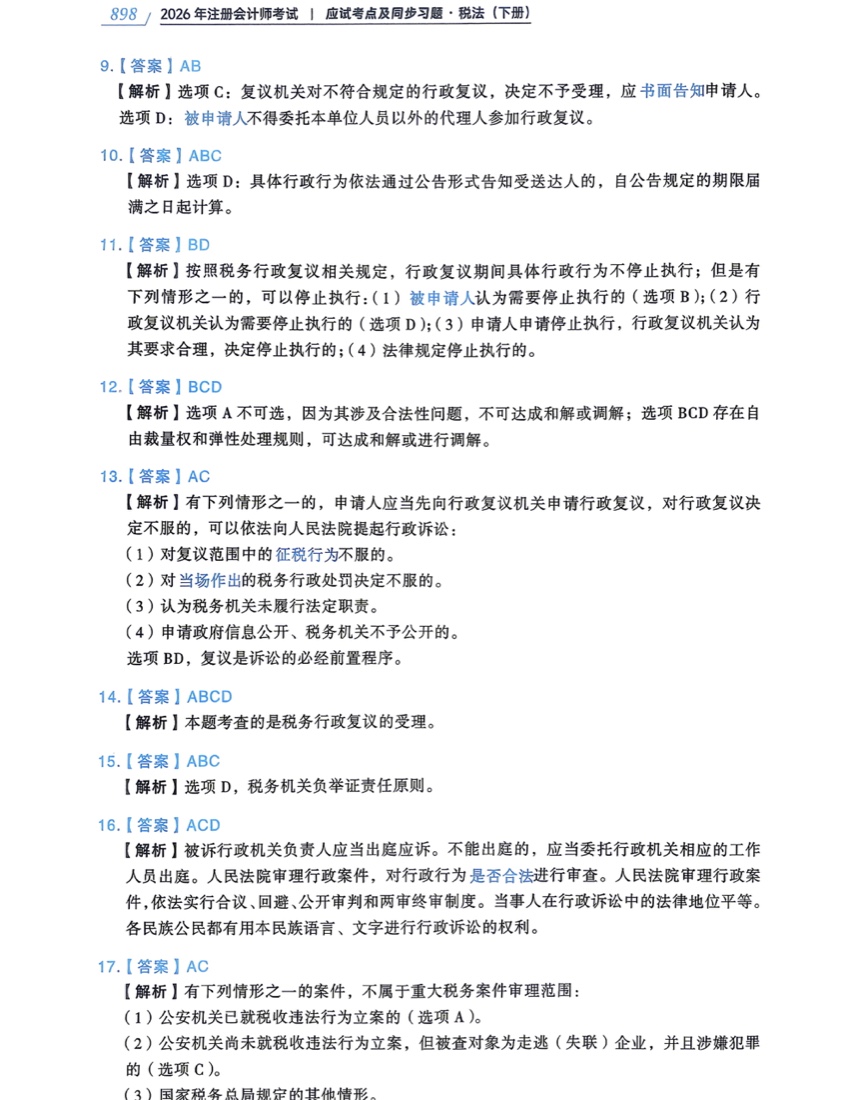 898 2026 年注册会计师考试 | 应试考点及同步习题·税法(下册)
9.【答案】AB
【解析】选项 C：复议机关对不符合规定的行政复议，决定不予受理，应书面告知申请人。
选项 D：被申请人不得委托本单位人员以外的代理人参加行政复议。
10.【答案】ABC
【解析】选项 D：具体行政行为依法通过公告形式告知受送达人的，自公告规定的期限届
满之日起计算。
11.【答案】BD
【解析】按照税务行政复议相关规定，行政复议期间具体行政行为不停止执行；但是有
下列情形之一的，可以停止执行：(1)被申请人认为需要停止执行的(选项 B)；(2)行
政复议机关认为需要停止执行的(选项 D)；(3)申请人申请停止执行，行政复议机关认为
其要求合理，决定停止执行的；(4)法律规定停止执行的。
12.【答案】BCD
【解析】选项 A 不可选，因为其涉及合法性问题，不可达成和解或调解；选项 BCD 存在自
由裁量权和弹性处理规则，可达成和解或进行调解。
13.【答案】AC
【解析】有下列情形之一的，申请人应当先向行政复议机关申请行政复议，对行政复议决
定不服的，可以依法向人民法院提起行政诉讼：
(1)对复议范围中的征税行为不服的。
(2)对当场作出的税务行政处罚决定不服的。
(3)认为税务机关未履行法定职责。
(4)申请政府信息公开、税务机关不予公开的。
选项 BD，复议是诉讼的必经前置程序。
14.【答案】ABCD
【解析】本题考查的是税务行政复议的受理。
15.【答案】ABC
【解析】选项 D，税务机关负举证责任原则。
16.【答案】ACD
【解析】被诉行政机关负责人应当出庭应诉。不能出庭的，应当委托行政机关相应的工作
人员出庭。人民法院审理行政案件，对行政行为是否合法进行审查。人民法院审理行政案
件，依法实行合议、回避、公开审判和两审终审制度。当事人在行政诉讼中的法律地位平等。
各民族公民都有用本民族语言、文字进行行政诉讼的权利。
17.【答案】AC
【解析】有下列情形之一的案件，不属于重大税务案件审理范围：
(1)公安机关已就税收违法行为立案的(选项 A)。
(2)公安机关尚未就税收违法行为立案，但被查对象为走逃(失联)企业，并且涉嫌犯罪
的(选项 C)。
(3)国家税务总局规定的其他情形。